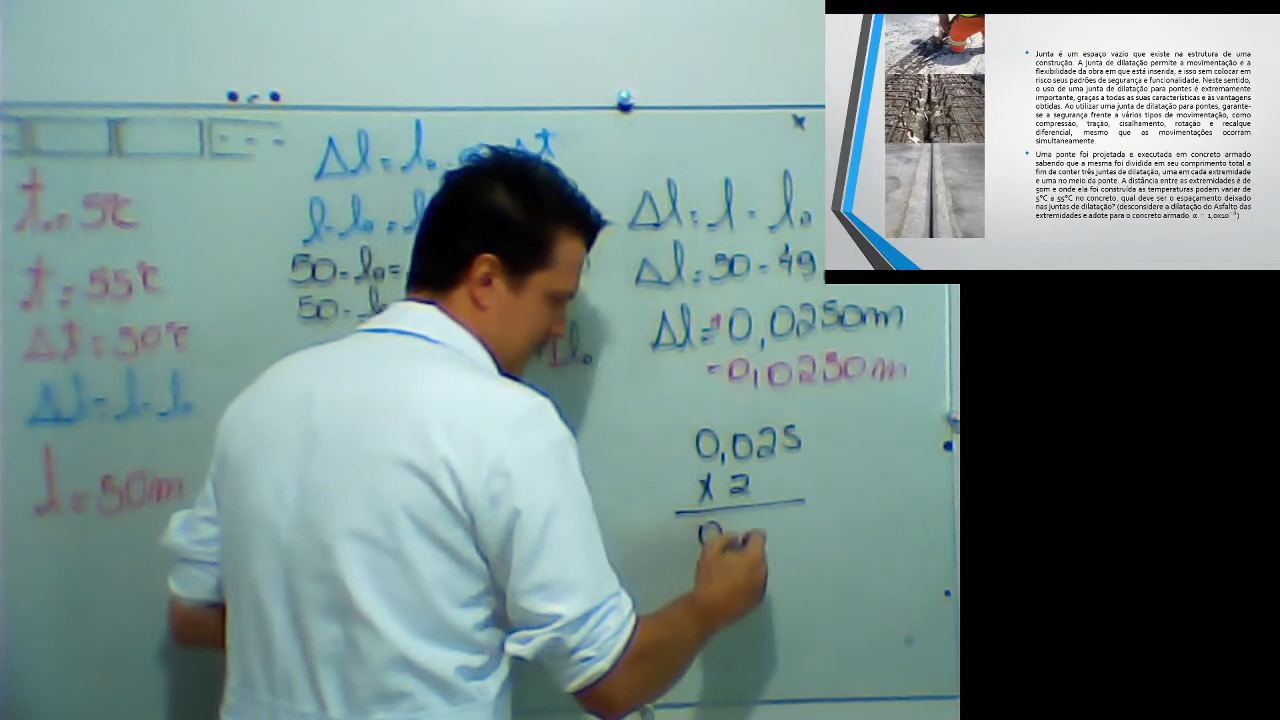 Δl = l₀ t
t₀ = 5°C
l - l₀ =
Δl = l - l₀
50 - l₀ =
Δl = 50 - 49
t = 55°C
50 -
Δt = 50°C
l₀
Δl = 0,0250m
= 0,0250m
Δl = l - l₀
l = 50m
0,025
x 2
0
• Junta é um espaço vazio que existe na estrutura de uma
construção. A junta de dilatação permite a movimentação e a
flexibilidade da obra em que está inserida, e isso sem colocar em
risco seus padrões de segurança e funcionalidade. Neste sentido,
o uso de uma junta de dilatação para pontes é extremamente
importante, graças a todas as suas características e às vantagens
obtidas. Ao utilizar uma junta de dilatação para pontes, garante-
se a segurança frente a vários tipos de movimentação, como
compressão, tração, cisalhamento, rotação e recalque
diferencial, mesmo que as movimentações ocorram
simultaneamente.
• Uma ponte foi projetada e executada em concreto armado
sabendo que a mesma foi dividida em seu comprimento total a
fim de conter três juntas de dilatação, uma em cada extremidade
e uma no meio da ponte. A distância entre as extremidades é de
50m e onde ela foi construída as temperaturas podem variar de
5°C a 55°C no concreto. qual deve ser o espaçamento deixado
nas juntas de dilatação? (desconsidere a dilatação do Asfalto das
extremidades e adote para o concreto armado α = 1,0x10⁻⁵)